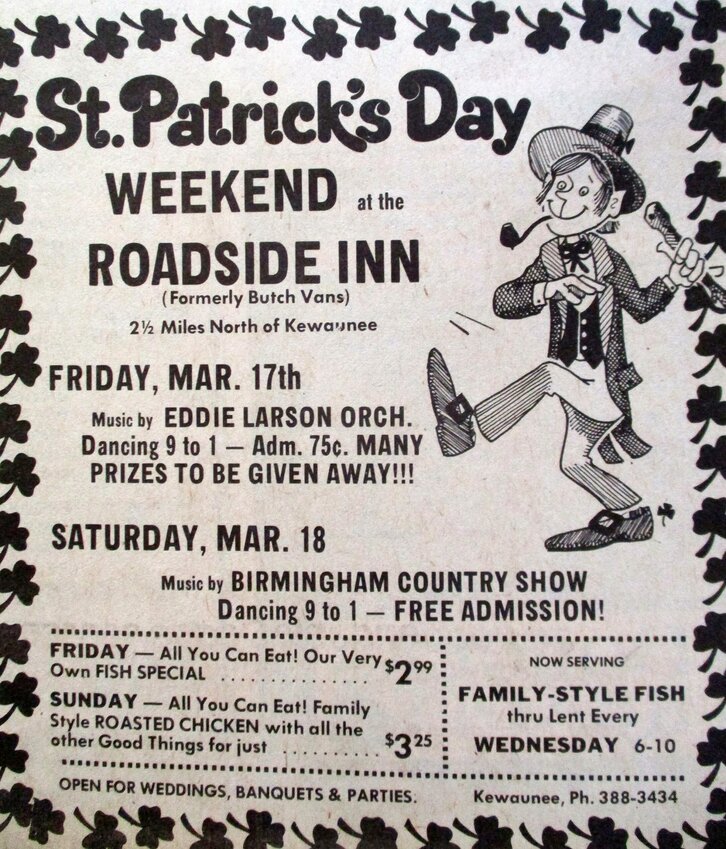 St. Patrick's Day
WEEKEND at the
ROADSIDE INN
(Formerly Butch Vans)
2½ Miles North of Kewaunee
FRIDAY, MAR. 17th
Music by EDDIE LARSON ORCH.
Dancing 9 to 1 — Adm. 75c. MANY
PRIZES TO BE GIVEN AWAY!!!
SATURDAY, MAR. 18
Music by BIRMINGHAM COUNTRY SHOW
Dancing 9 to 1 — FREE ADMISSION!
FRIDAY — All You Can Eat! Our Very
Own FISH SPECIAL .................. $2 99
SUNDAY — All You Can Eat! Family
Style ROASTED CHICKEN with all the
other Good Things for just .......... $3 25
NOW SERVING
FAMILY-STYLE FISH
thru Lent Every
WEDNESDAY 6-10
OPEN FOR WEDDINGS, BANQUETS & PARTIES. Kewaunee, Ph. 388-3434